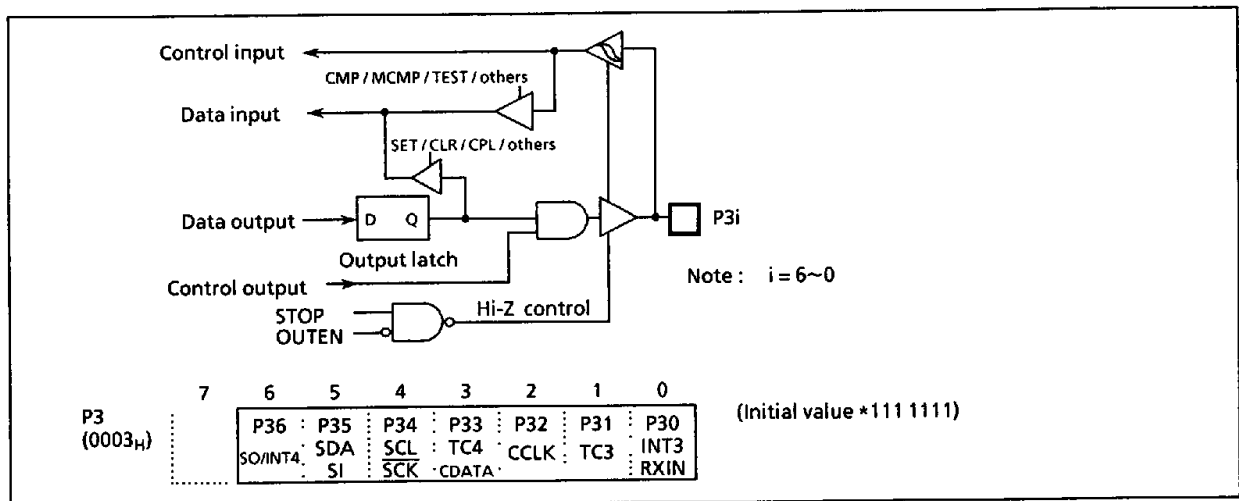 Control input
CMP / MCMP / TEST / others
Data input
SET / CLR / CPL / others
Data output
D Q
P3i
Output latch
Note : i = 6~0
Control output
STOP
Hi-Z control
OUTEN
7 6 5 4 3 2 1 0
P3
(0003H)
P36 P35 P34 P33 P32 P31 P30
SO/INT4 SDA SCL TC4 CCLK TC3 INT3
SI SCK CDATA RXIN
(Initial value *111 1111)